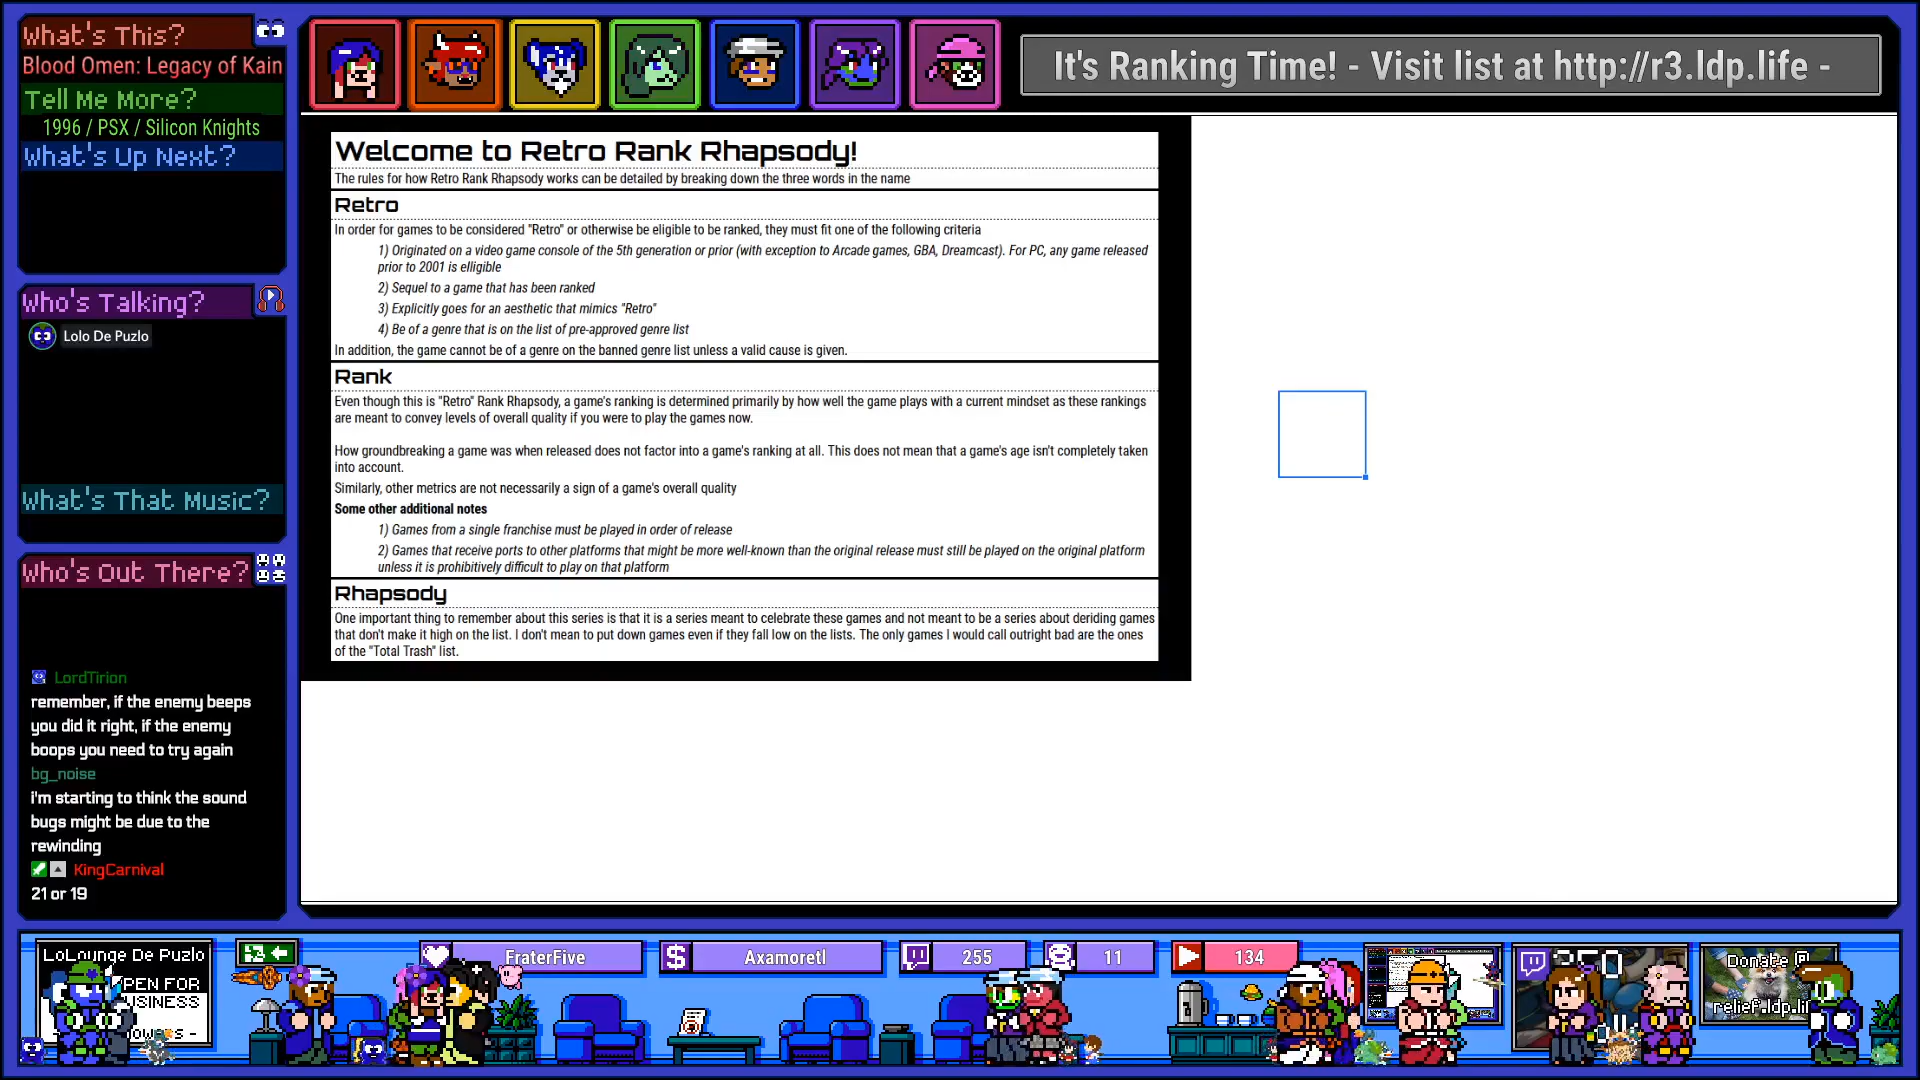 What's This?
Blood Omen: Legacy of Kain
Tell Me More?
1996 / PSX / Silicon Knights
What's Up Next?
Who's Talking?
Lolo De Puzlo
What's That Music?
Who's Out There?
LordTirion
remember, if the enemy beeps
you did it right, if the enemy
boops you need to try again
bg_noise
i'm starting to think the sound
bugs might be due to the
rewinding
KingCarnival
21 or 19
It's Ranking Time! - Visit list at http://r3.ldp.life -
Welcome to Retro Rank Rhapsody!
The rules for how Retro Rank Rhapsody works can be detailed by breaking down the three words in the name
Retro
In order for games to be considered "Retro" or otherwise be eligible to be ranked, they must fit one of the following criteria
1) Originated on a video game console of the 5th generation or prior (with exception to Arcade games, GBA, Dreamcast). For PC, any game released
prior to 2001 is elligible
2) Sequel to a game that has been ranked
3) Explicitly goes for an aesthetic that mimics "Retro"
4) Be of a genre that is on the list of pre-approved genre list
In addition, the game cannot be of a genre on the banned genre list unless a valid cause is given.
Rank
Even though this is "Retro" Rank Rhapsody, a game's ranking is determined primarily by how well the game plays with a current mindset as these rankings
are meant to convey levels of overall quality if you were to play the games now.
How groundbreaking a game was when released does not factor into a game's ranking at all. This does not mean that a game's age isn't completely taken
into account.
Similarly, other metrics are not necessarily a sign of a game's overall quality
Some other additional notes
1) Games from a single franchise must be played in order of release
2) Games that receive ports to other platforms that might be more well-known than the original release must still be played on the original platform
unless it is prohibitively difficult to play on that platform
Rhapsody
One important thing to remember about this series is that it is a series meant to celebrate these games and not meant to be a series about deriding games
that don't make it high on the list. I don't mean to put down games even if they fall low on the lists. The only games I would call outright bad are the ones
of the "Total Trash" list.
LoLounge De Puzlo
PEN FOR
USINESS
FraterFive
$
Axamoretl
255
11
134
Donate @
relief.ldp.li